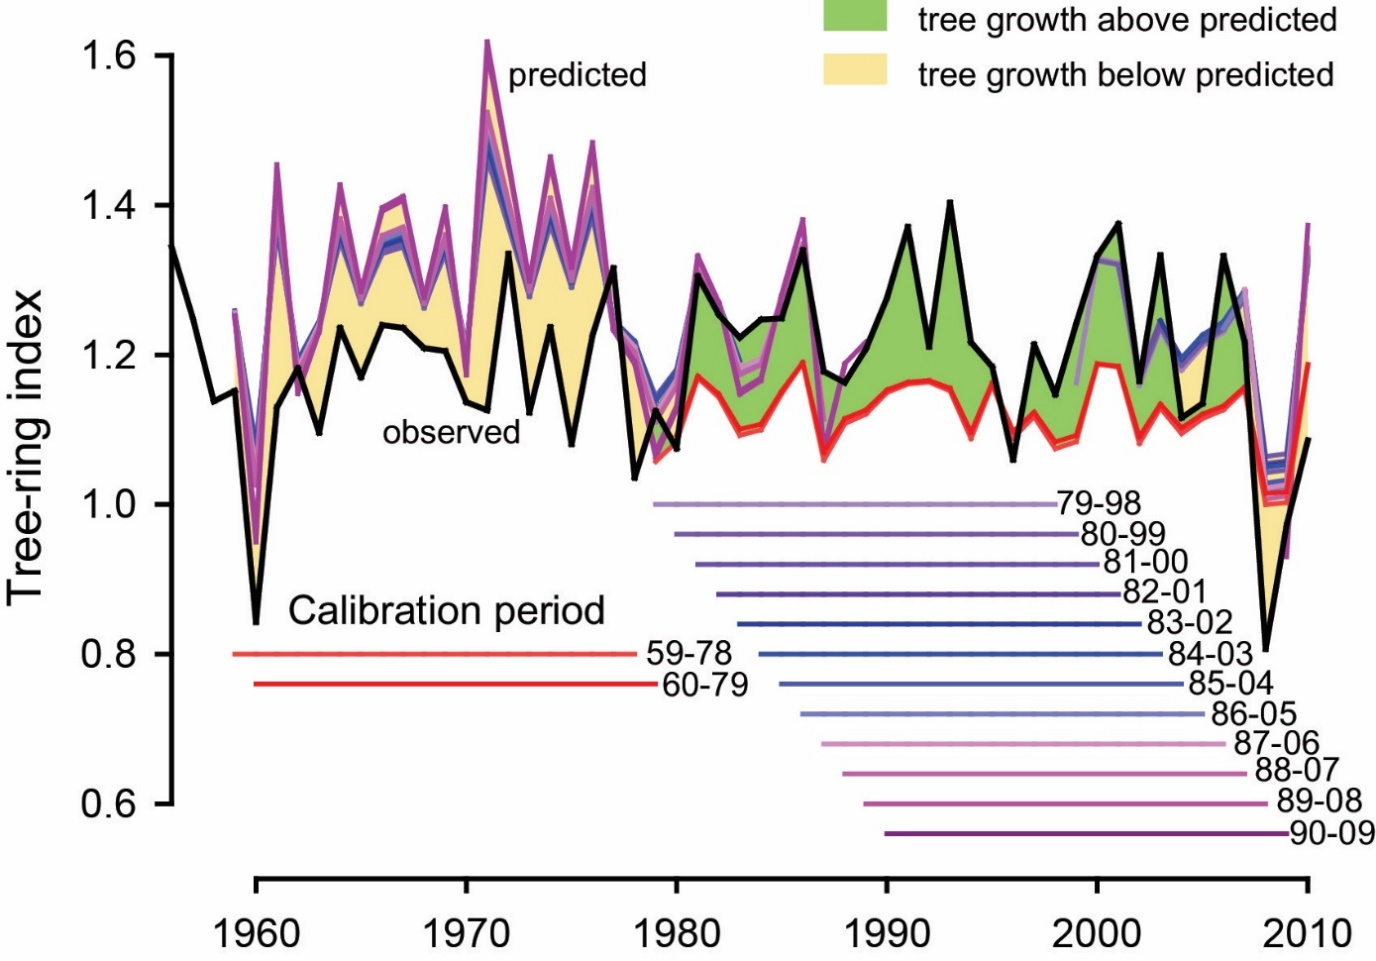 tree growth above predicted
tree growth below predicted
predicted
observed
Tree-ring index
1.6
1.4
1.2
1.0
0.8
0.6
Calibration period
59-78
60-79
79-98
80-99
81-00
82-01
83-02
84-03
85-04
86-05
87-06
88-07
89-08
90-09
1960 1970 1980 1990 2000 2010